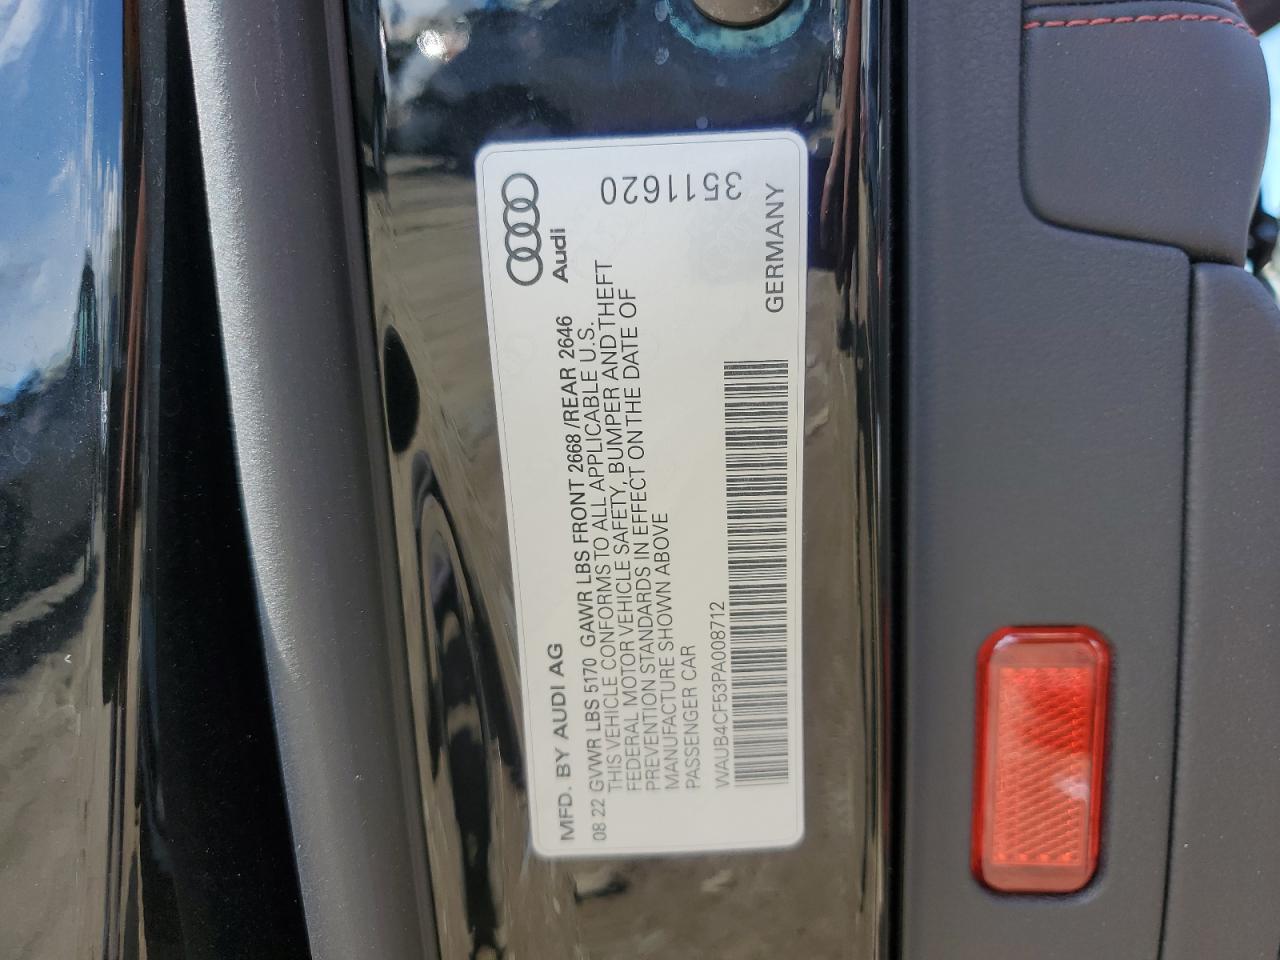 Audi
MFD. BY AUDI AG
08 22 GVWR LBS 5170 GAWR LBS FRONT 2668 /REAR 2646
THIS VEHICLE CONFORMS TO ALL APPLICABLE U.S.
FEDERAL MOTOR VEHICLE SAFETY, BUMPER AND THEFT
PREVENTION STANDARDS IN EFFECT ON THE DATE OF
MANUFACTURE SHOWN ABOVE
PASSENGER CAR
WAUB4CF53PA008712
GERMANY
3511620